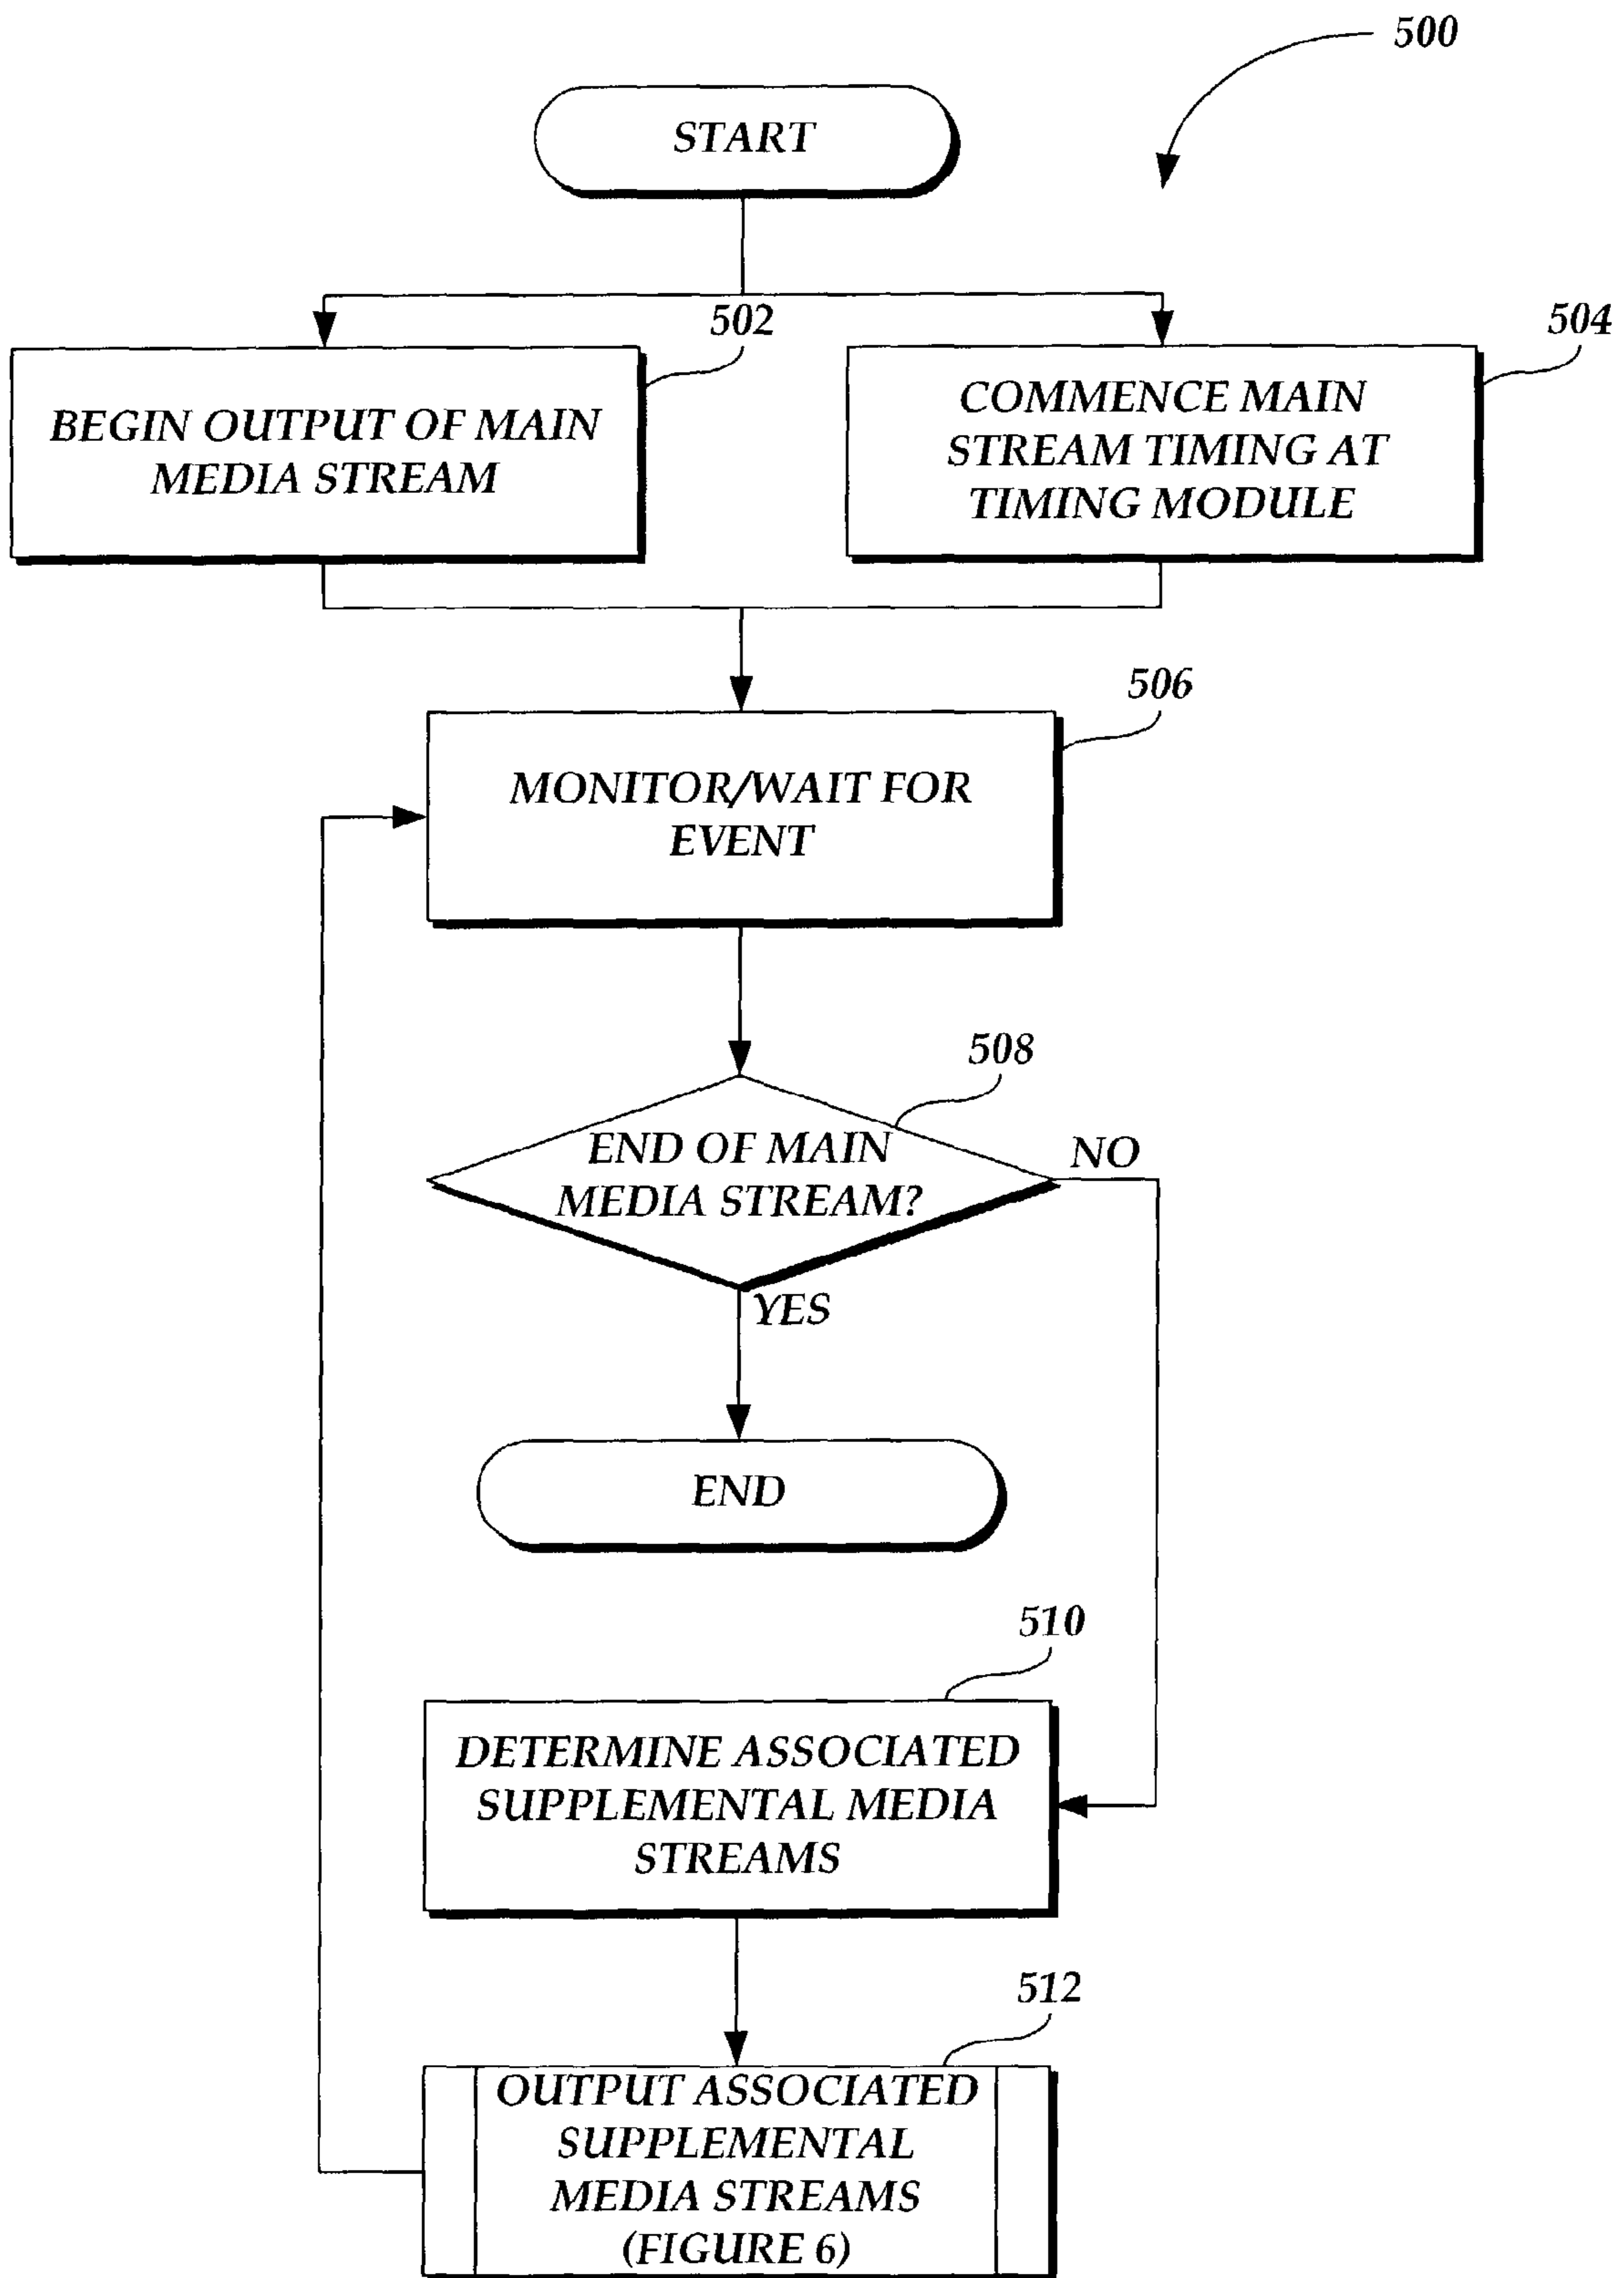 500
START
502
504
BEGIN OUTPUT OF MAIN
MEDIA STREAM
COMMENCE MAIN
STREAM TIMING AT
TIMING MODULE
506
MONITOR/WAIT FOR
EVENT
508
END OF MAIN
MEDIA STREAM?
NO
YES
END
510
DETERMINE ASSOCIATED
SUPPLEMENTAL MEDIA
STREAMS
512
OUTPUT ASSOCIATED
SUPPLEMENTAL
MEDIA STREAMS
(FIGURE 6)